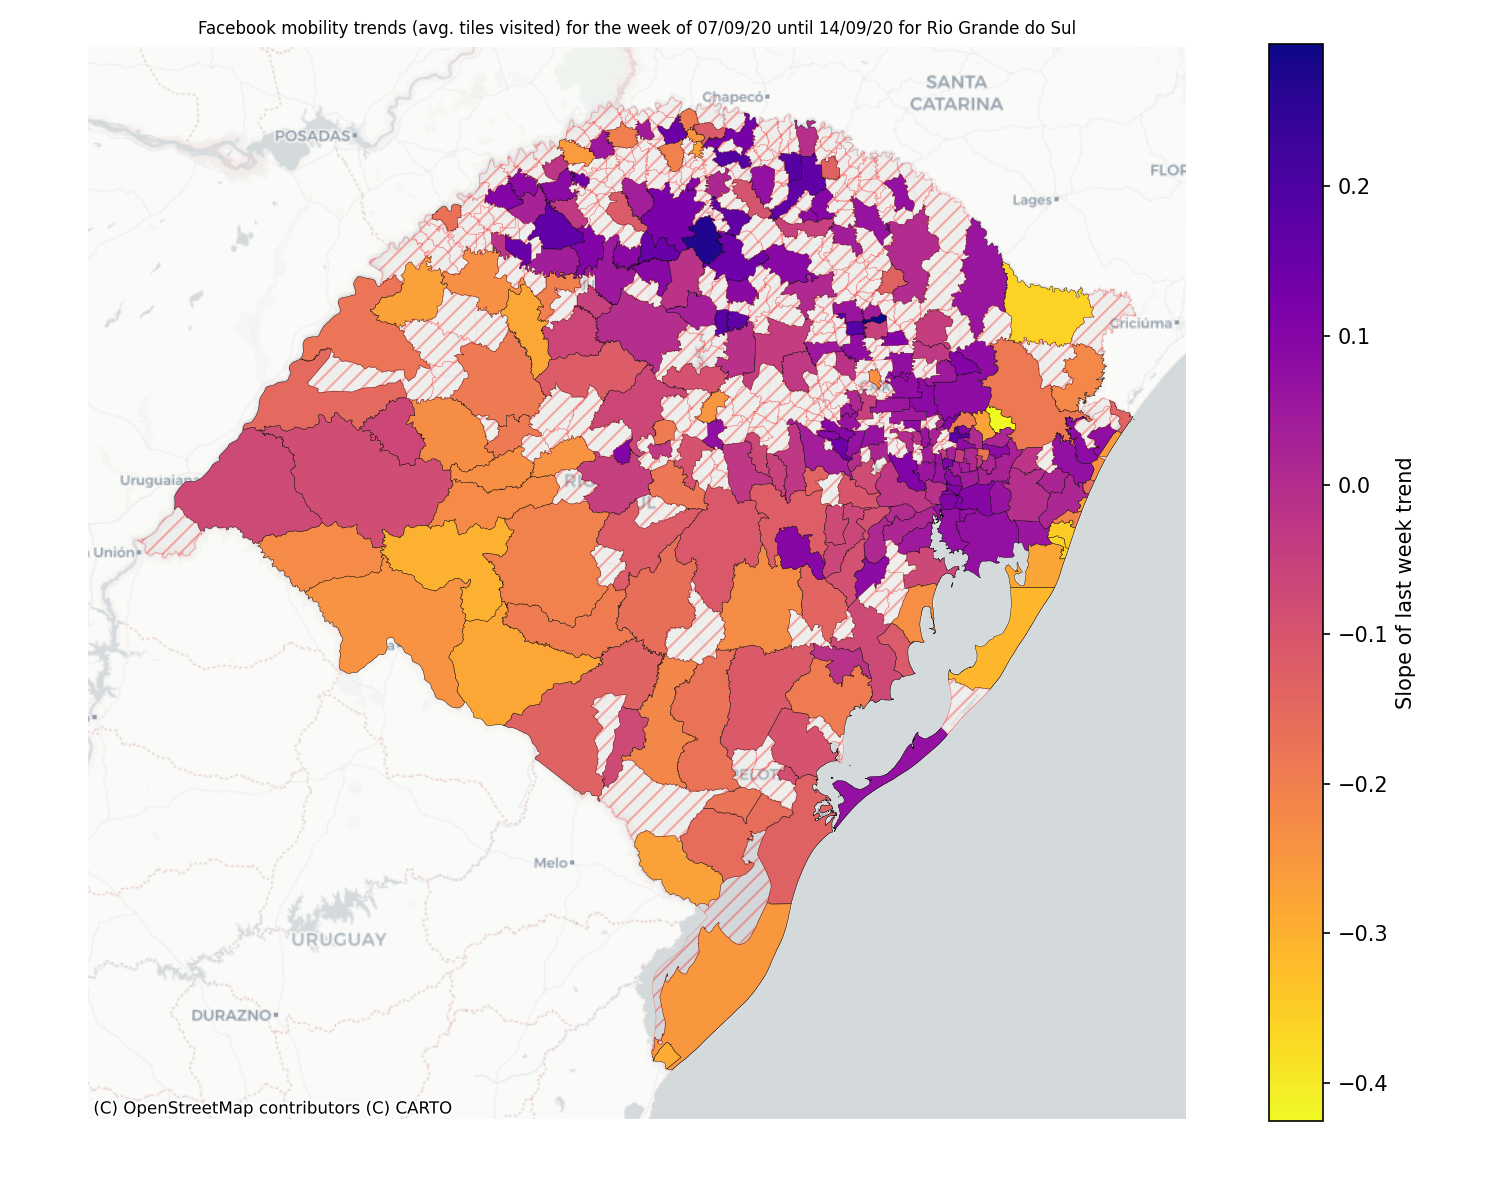 Facebook mobility trends (avg. tiles visited) for the week of 07/09/20 until 14/09/20 for Rio Grande do Sul
Chapecó
SANTA
CATARINA
POSADAS
FLOR
Lages
Criciúma
Uruguaiana
Unión
PELOT
Melo
URUGUAY
DURAZNO
(C) OpenStreetMap contributors (C) CARTO
0.2
0.1
0.0
−0.1
−0.2
−0.3
−0.4
Slope of last week trend